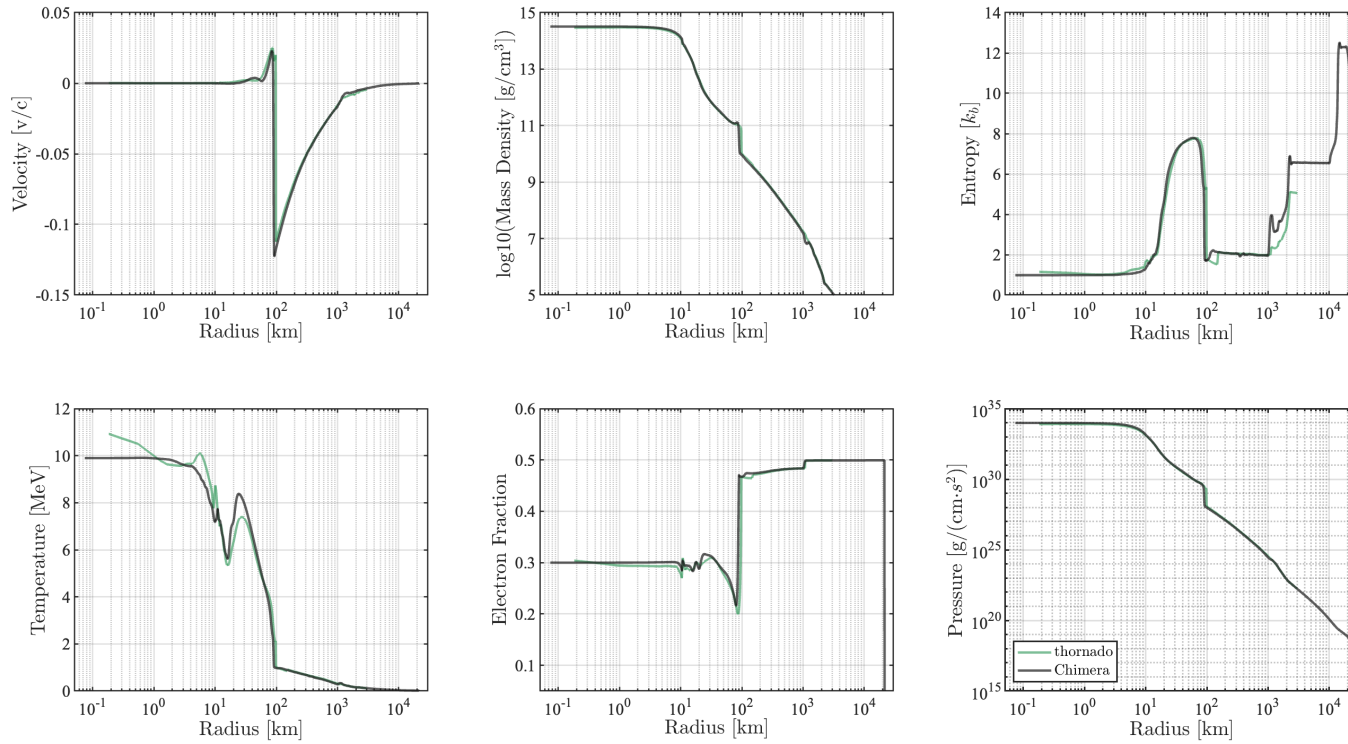 0.05
0
-0.05
-0.1
-0.15
Velocity [v/c]
10^-1 10^0 10^1 10^2 10^3 10^4
Radius [km]
15
13
11
9
7
5
log10(Mass Density [g/cm^3])
10^-1 10^0 10^1 10^2 10^3 10^4
Radius [km]
14
12
10
8
6
4
2
0
Entropy [k_b]
10^-1 10^0 10^1 10^2 10^3 10^4
Radius [km]
12
10
8
6
4
2
0
Temperature [MeV]
10^-1 10^0 10^1 10^2 10^3 10^4
Radius [km]
0.6
0.5
0.4
0.3
0.2
0.1
Electron Fraction
10^-1 10^0 10^1 10^2 10^3 10^4
Radius [km]
10^35
10^30
10^25
10^20
10^15
Pressure [g/(cm·s^2)]
thornado
Chimera
10^-1 10^0 10^1 10^2 10^3 10^4
Radius [km]